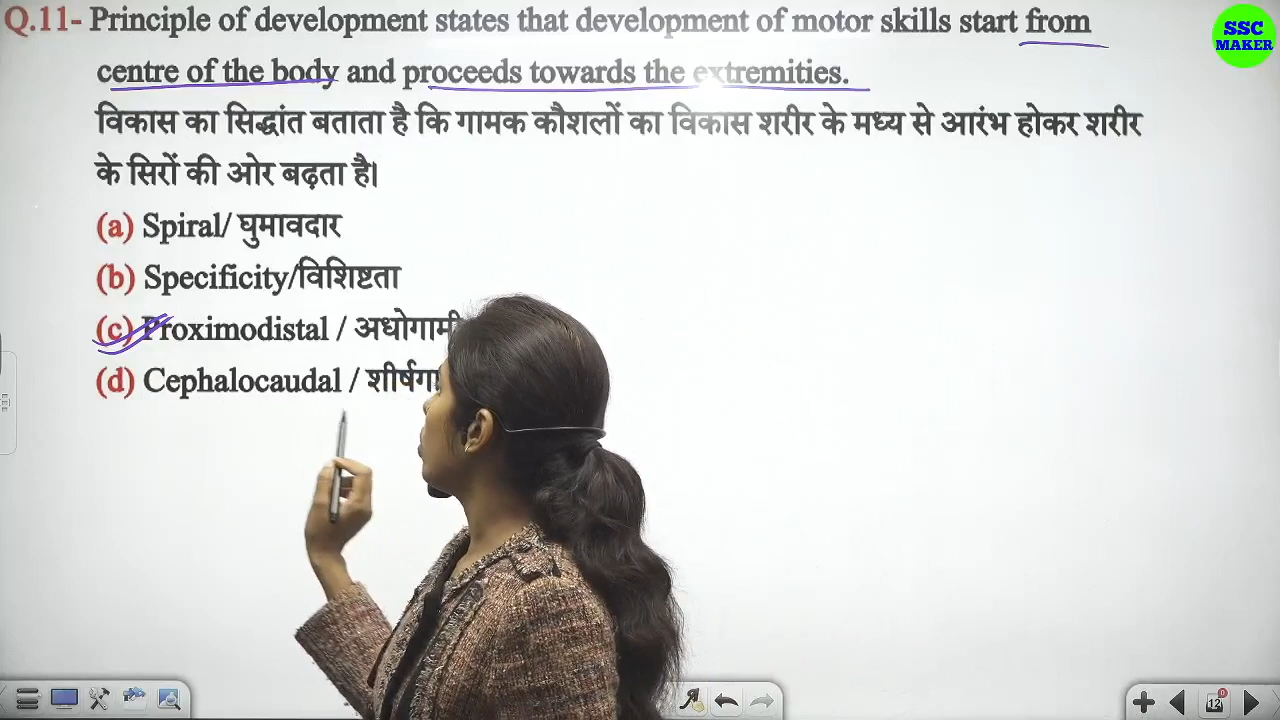 Q.11- Principle of development states that development of motor skills start from
centre of the body and proceeds towards the extremities.
विकास का सिद्धांत बताता है कि गामक कौशलों का विकास शरीर के मध्य से आरंभ होकर शरीर
के सिरों की ओर बढ़ता है।
(a) Spiral/ घुमावदार
(b) Specificity/विशिष्टता
(c) Proximodistal / अधोगामी
(d) Cephalocaudal /
SSC
MAKER
12
0